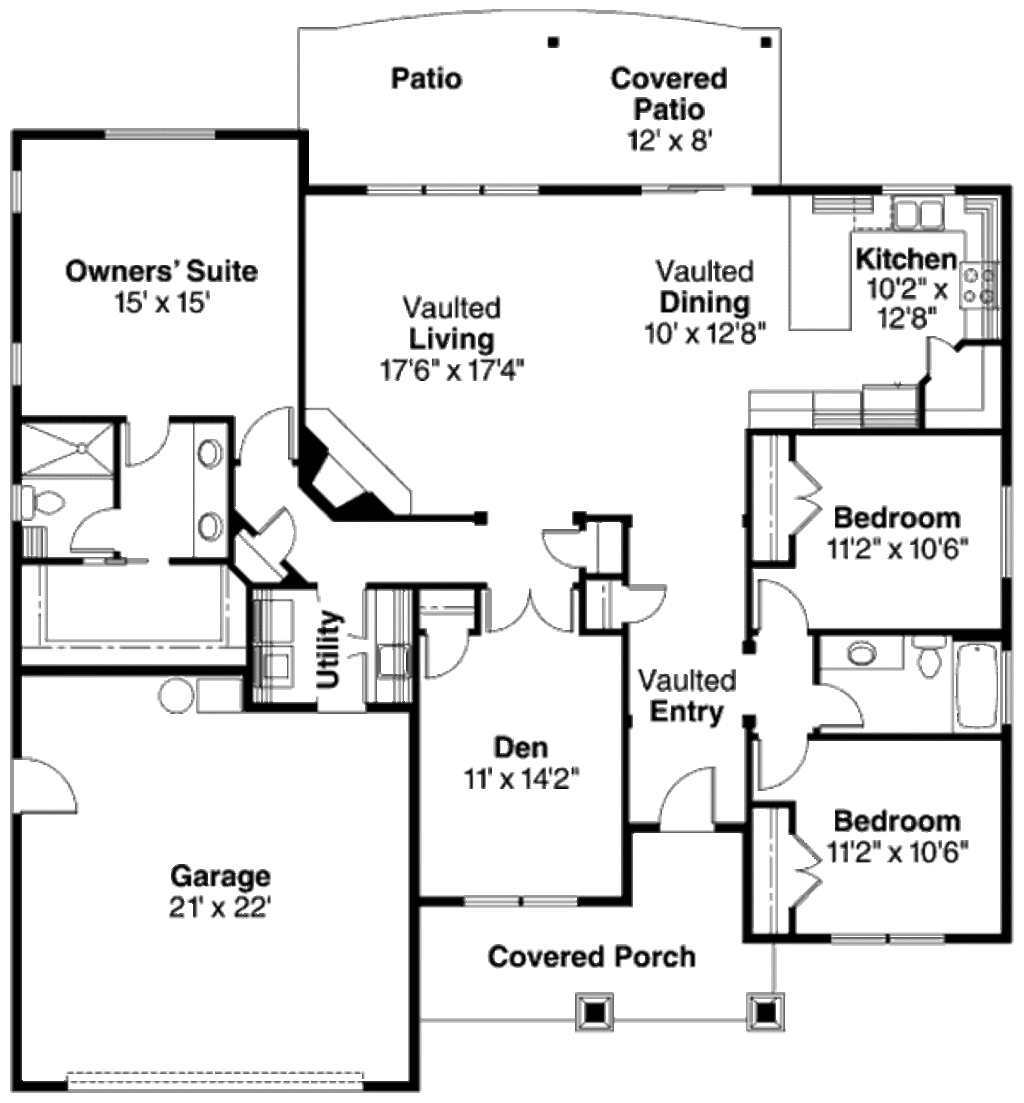 Patio
Covered
Patio
12' x 8'
Owners' Suite
15' x 15'
Vaulted
Living
17'6" x 17'4"
Vaulted
Dining
10' x 12'8"
Kitchen
10'2" x
12'8"
Bedroom
11'2" x 10'6"
Utility
Vaulted
Entry
Den
11' x 14'2"
Bedroom
11'2" x 10'6"
Garage
21' x 22'
Covered Porch